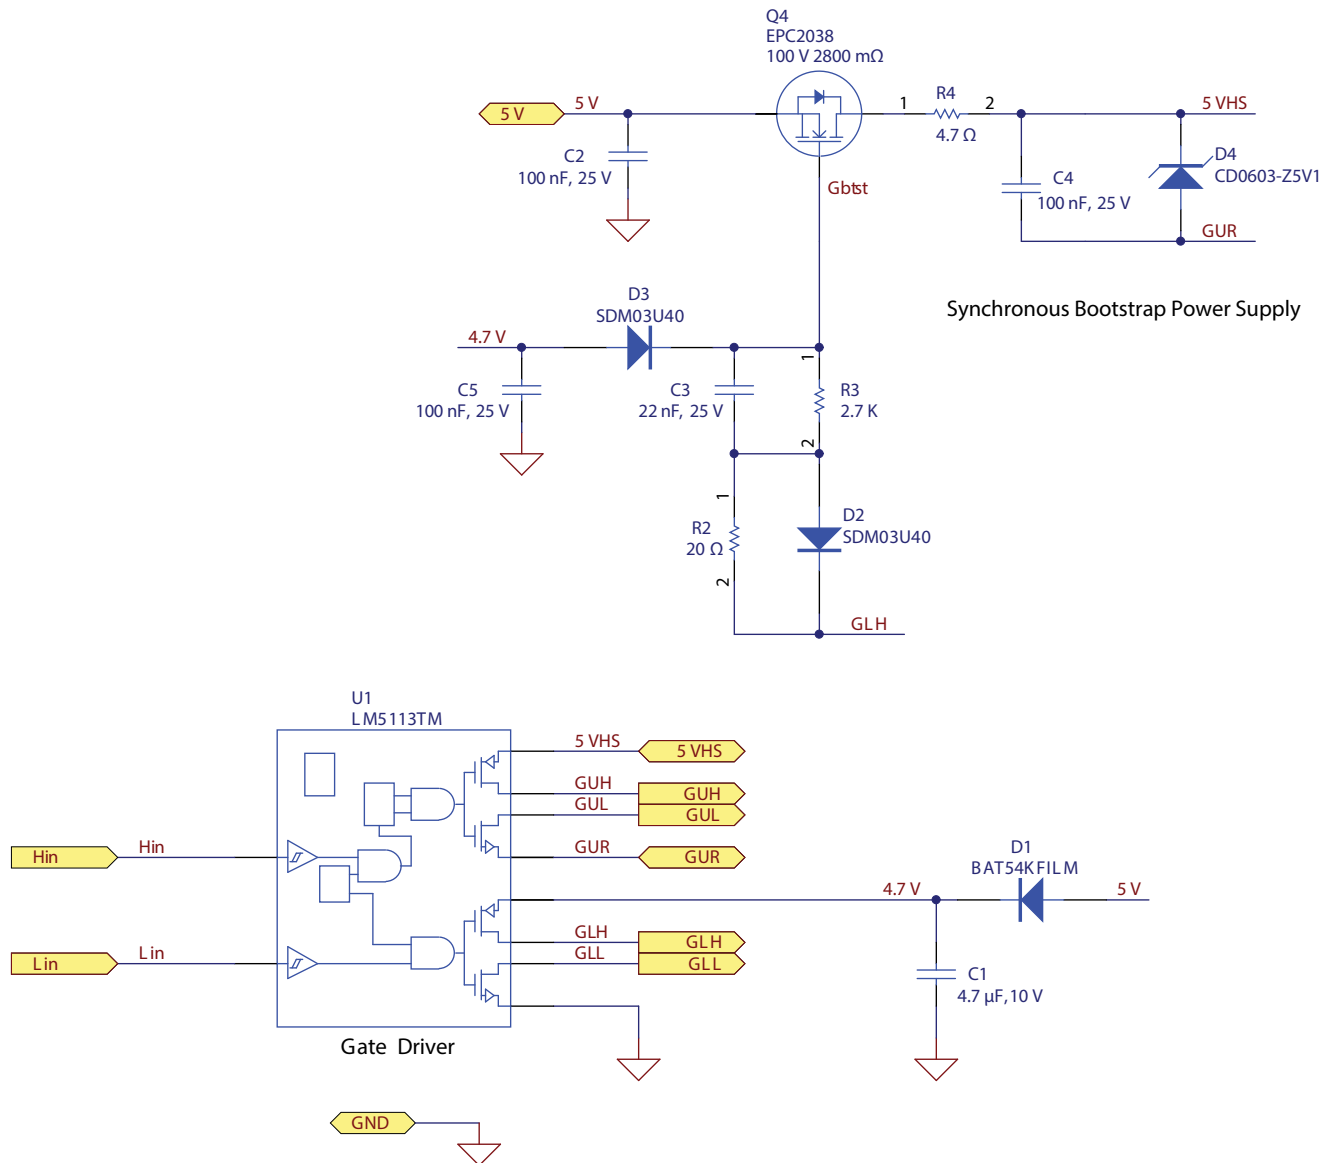 Q4
EPC2038
100 V 2800 mΩ
5 V
5 V
C2
100 nF, 25 V
1
R4
2
4.7 Ω
5 VHS
D4
CD0603-Z5V1
C4
100 nF, 25 V
GUR
Gbtst
Synchronous Bootstrap Power Supply
D3
SDM03U40
4.7 V
C5
100 nF, 25 V
C3
22 nF, 25 V
1
R3
2.7 K
2
1
R2
20 Ω
2
D2
SDM03U40
GLH
U1
LM5113TM
5 VHS
5 VHS
GUH
GUH
GUL
GUL
GUR
GUR
Hin
Hin
4.7 V
D1
BAT54KFILM
5 V
GLH
GLH
GLL
GLL
Lin
Lin
C1
4.7 µF,10 V
Gate Driver
GND